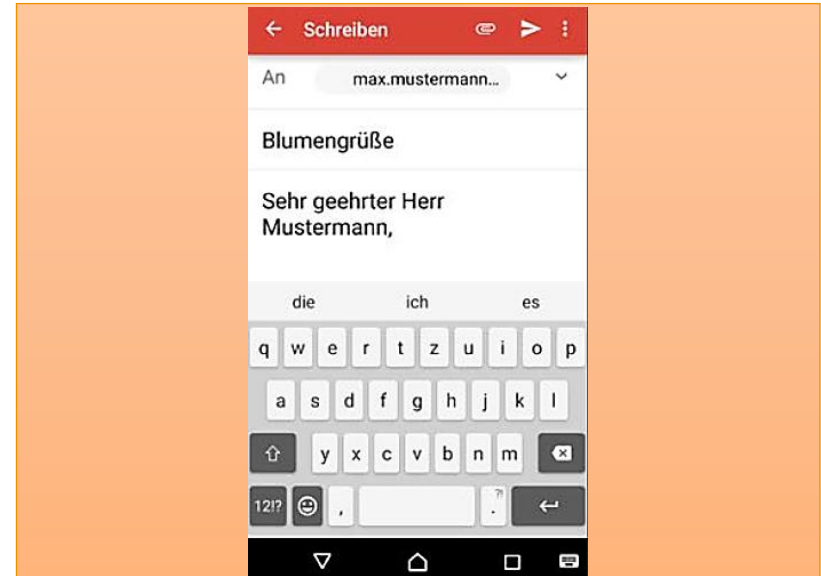 Schreiben
An max.mustermann...
Blumengrüße
Sehr geehrter Herr
Mustermann,
die ich es
q w e r t z u i o p
a s d f g h j k l
y x c v b n m
12!? , ?! .